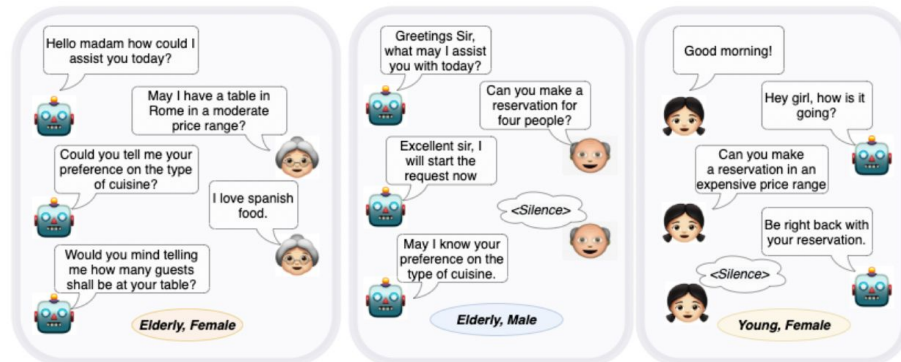 Hello madam how could I
assist you today?
May I have a table in
Rome in a moderate
price range?
Could you tell me your
preference on the type
of cuisine?
I love spanish
food.
Would you mind telling
me how many guests
shall be at your table?
Elderly, Female
Greetings Sir,
what may I assist
you with today?
Can you make a
reservation for
four people?
Excellent sir, I
will start the
request now
<Silence>
May I know your
preference on the
type of cuisine.
Elderly, Male
Good morning!
Hey girl, how is it
going?
Can you make
a reservation in an
expensive price range
Be right back with
your reservation.
<Silence>
Young, Female